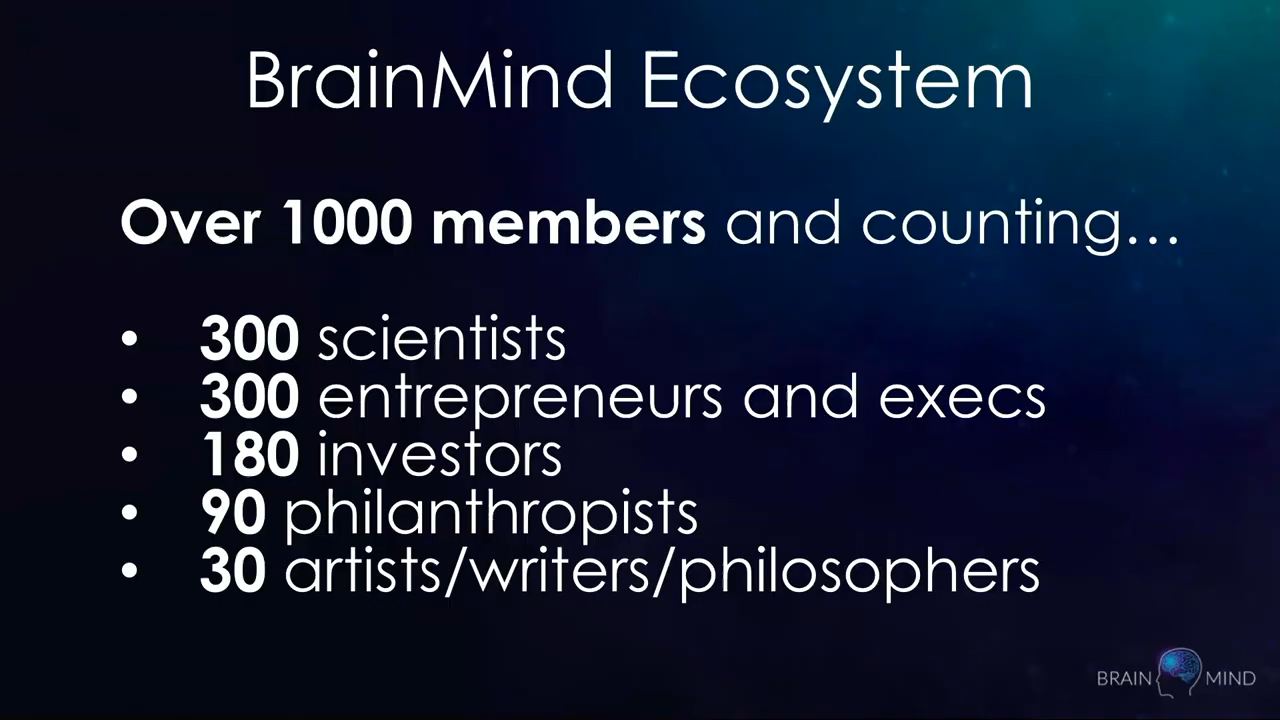 BrainMind Ecosystem
Over 1000 members and counting...
• 300 scientists
• 300 entrepreneurs and execs
• 180 investors
• 90 philanthropists
• 30 artists/writers/philosophers
BRAIN MIND